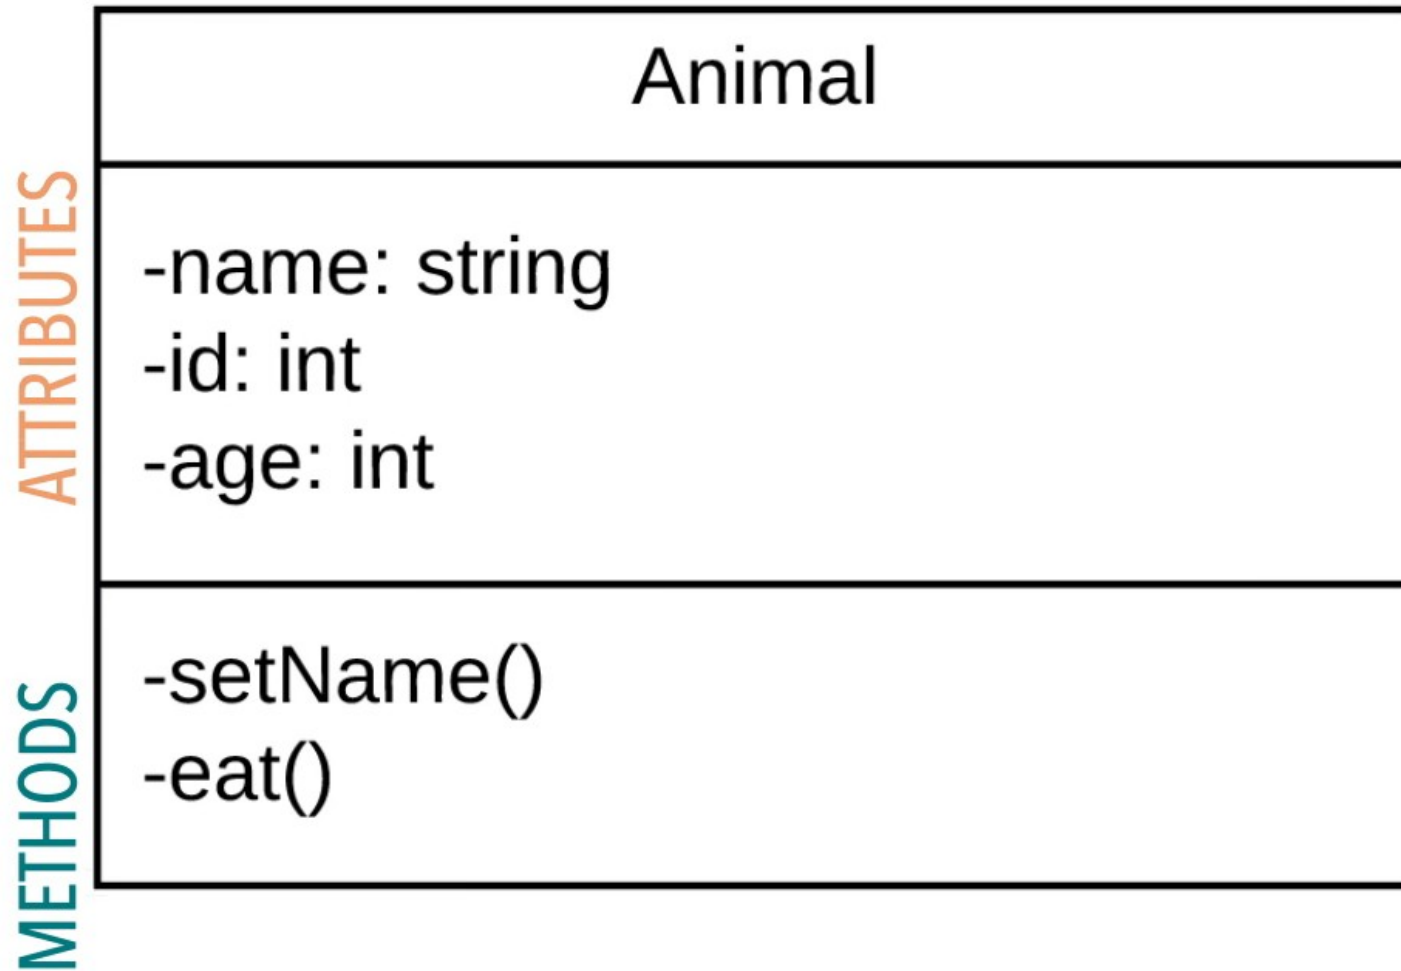 Animal
ATTRIBUTES
-name: string
-id: int
-age: int
METHODS
-setName()
-eat()